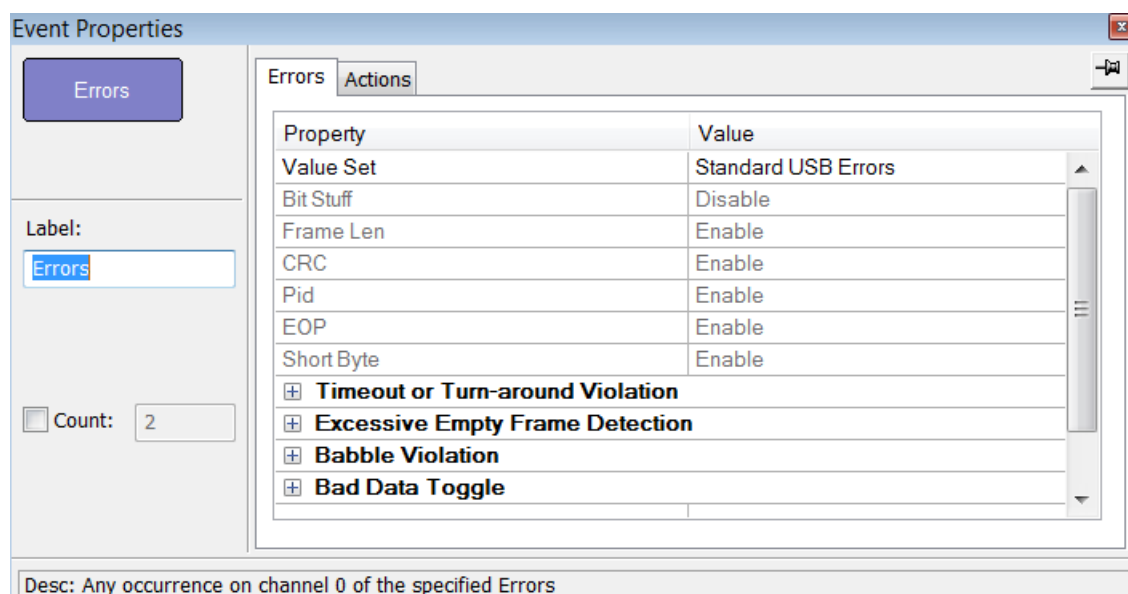 Event Properties
Errors
Errors Actions
Property Value
Value Set Standard USB Errors
Bit Stuff Disable
Frame Len Enable
CRC Enable
Pid Enable
EOP Enable
Short Byte Enable
Timeout or Turn-around Violation
Excessive Empty Frame Detection
Babble Violation
Bad Data Toggle
Label:
Errors
Count: 2
Desc: Any occurrence on channel 0 of the specified Errors